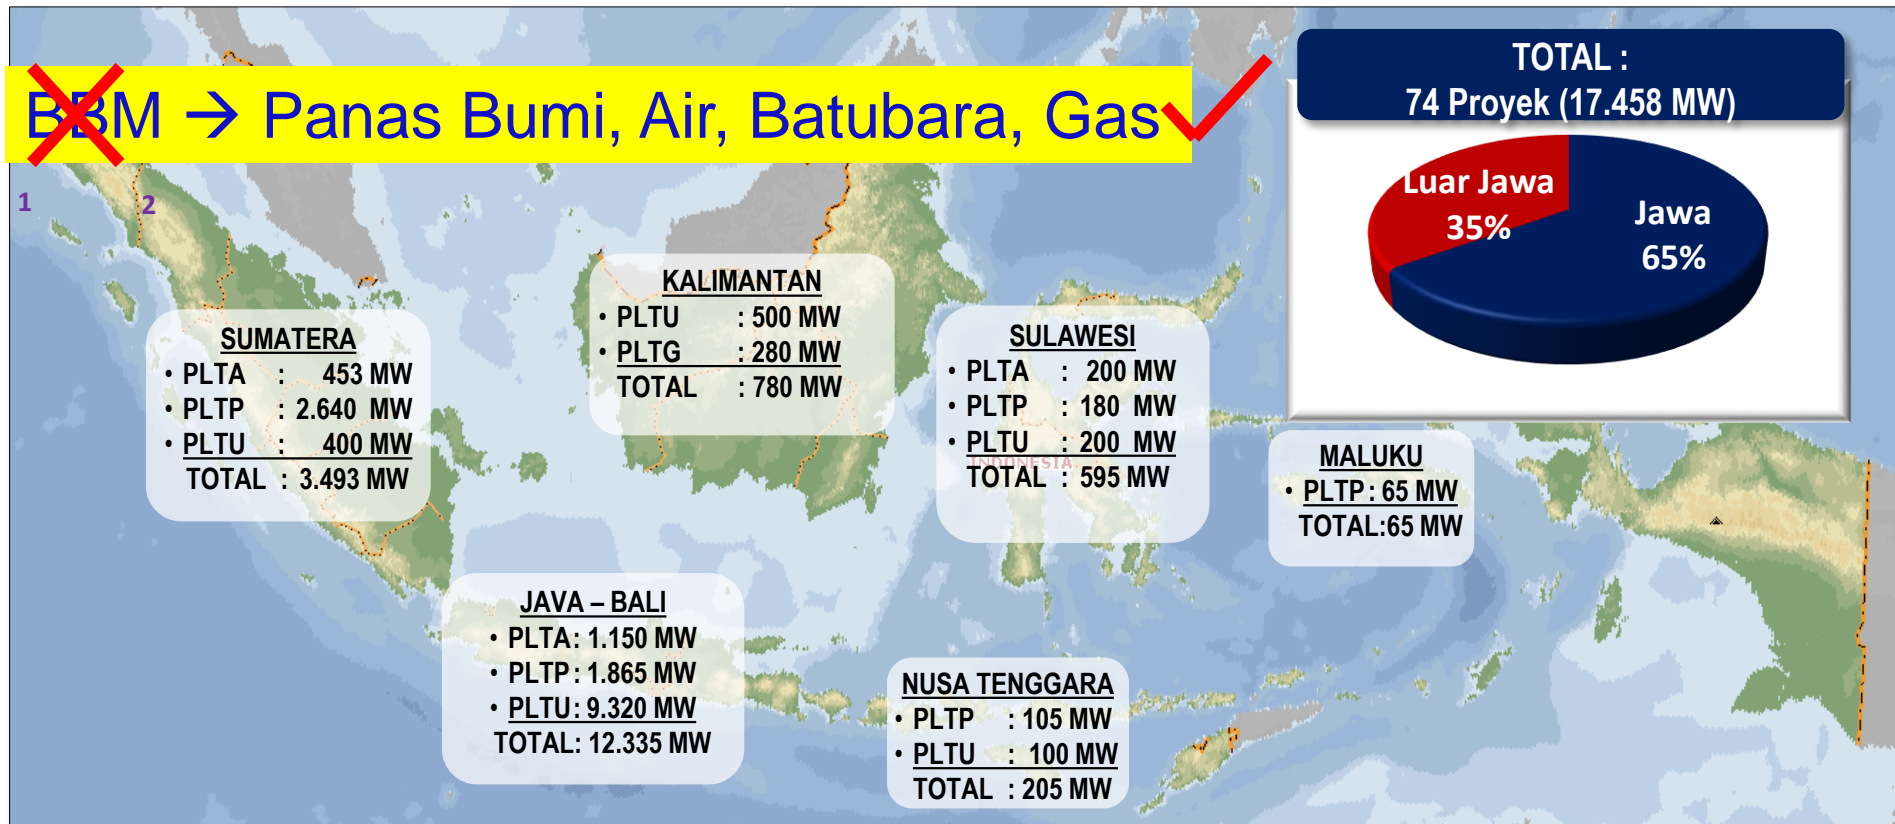 BBM → Panas Bumi, Air, Batubara, Gas
TOTAL :
74 Proyek (17.458 MW)
Luar Jawa
35%
Jawa
65%
1
2
KALIMANTAN
• PLTU : 500 MW
• PLTG : 280 MW
TOTAL : 780 MW
SUMATERA
• PLTA : 453 MW
• PLTP : 2.640 MW
• PLTU : 400 MW
TOTAL : 3.493 MW
SULAWESI
• PLTA : 200 MW
• PLTP : 180 MW
• PLTU : 200 MW
INDONESIA
TOTAL : 595 MW
MALUKU
• PLTP : 65 MW
TOTAL:65 MW
JAVA – BALI
• PLTA: 1.150 MW
• PLTP : 1.865 MW
• PLTU: 9.320 MW
TOTAL: 12.335 MW
NUSA TENGGARA
• PLTP : 105 MW
• PLTU : 100 MW
TOTAL : 205 MW